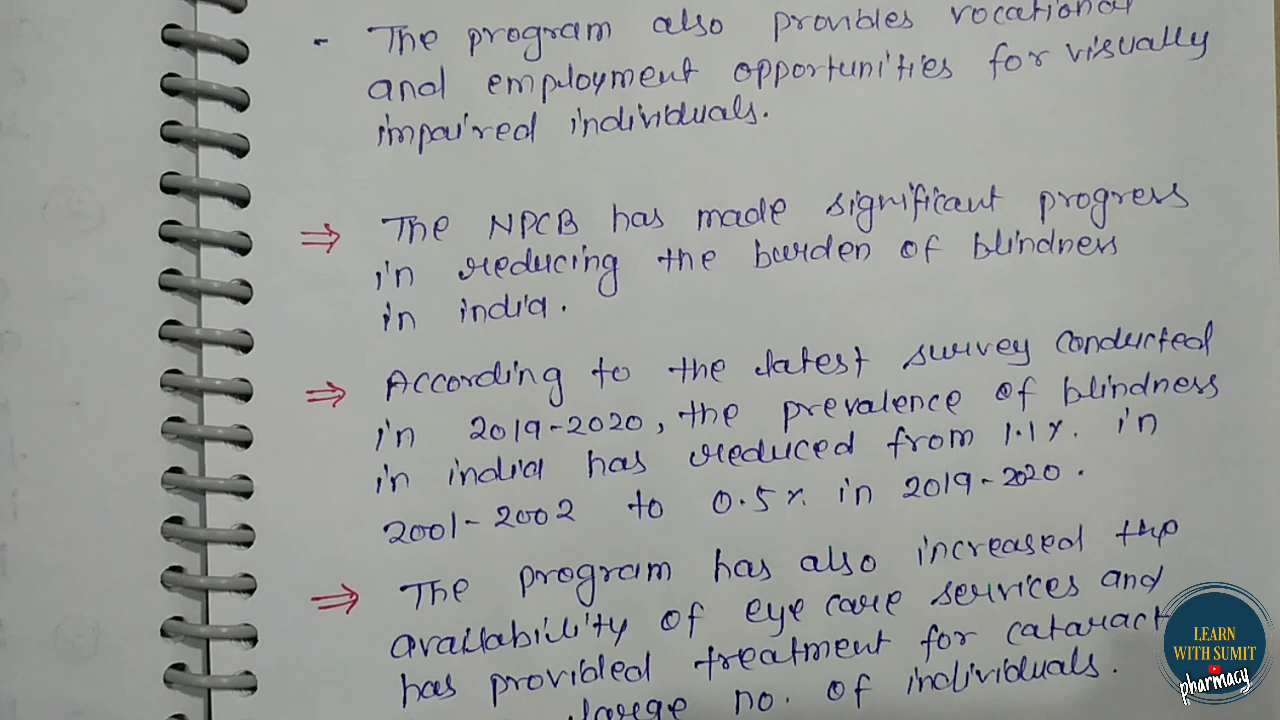 - The program also provides vocational
and employment opportunities for visually
impaired individuals.
⇒ The NPCB has made significant progress
in reducing the burden of blindness
in india.
⇒ According to the latest survey conducted
in 2019-2020, the prevalence of blindness
in india has reduced from 1.1%. in
2001-2002 to 0.5%. in 2019-2020.
⇒ The program has also increased the
availability of eye care services and
has provided treatment for cataract
large no. of individuals.
LEARN
WITH SUMIT
pharmacy